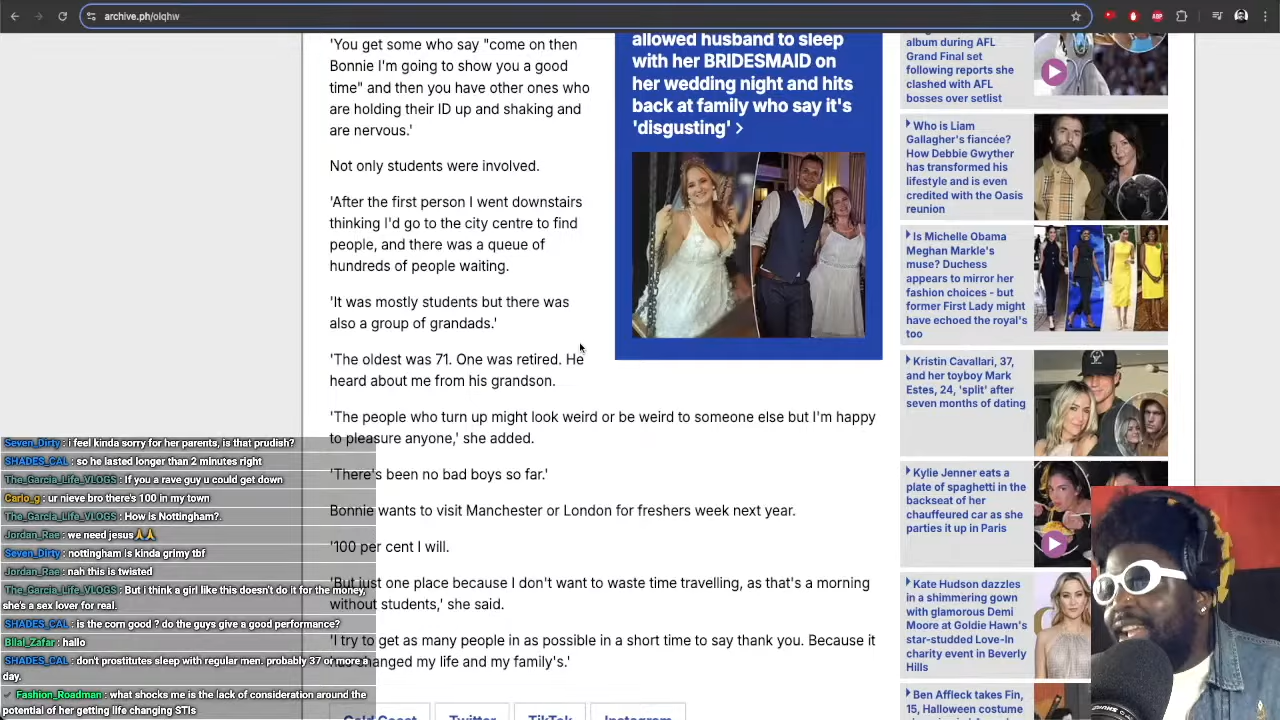 archive.ph/olqhw
'You get some who say "come on then
Bonnie I'm going to show you a good
time" and then you have other ones who
are holding their ID up and shaking and
are nervous.'
Not only students were involved.
'After the first person I went downstairs
thinking I'd go to the city centre to find
people, and there was a queue of
hundreds of people waiting.
'It was mostly students but there was
also a group of grandads.'
'The oldest was 71. One was retired. He
heard about me from his grandson.
'The people who turn up might look weird or be weird to someone else but I'm happy
to pleasure anyone,' she added.
'There's been no bad boys so far.'
Bonnie wants to visit Manchester or London for freshers week next year.
'100 per cent I will.
'But just one place because I don't want to waste time travelling, as that's a morning
without students,' she said.
'I try to get as many people in as possible in a short time to say thank you. Because it
changed my life and my family's.'
Gold Coast
Twitter
TikTok
Instagram
allowed husband to sleep
with her BRIDESMAID on
her wedding night and hits
back at family who say it's
'disgusting' >
album during AFL
Grand Final set
following reports she
clashed with AFL
bosses over setlist
Who is Liam
Gallagher's fiancée?
How Debbie Gwyther
has transformed his
lifestyle and is even
credited with the Oasis
reunion
Is Michelle Obama
Meghan Markle's
muse? Duchess
appears to mirror her
fashion choices - but
former First Lady might
have echoed the royal's
too
Kristin Cavallari, 37,
and her toyboy Mark
Estes, 24, 'split' after
seven months of dating
Kylie Jenner eats a
plate of spaghetti in the
backseat of her
chauffeured car as she
parties it up in Paris
Kate Hudson dazzles
in a shimmering gown
with glamorous Demi
Moore at Goldie Hawn's
star-studded Love-In
charity event in Beverly
Hills
Ben Affleck takes Fin,
15, Halloween costume
Seven_Dirty : i feel kinda sorry for her parents, is that prudish?
SHADES_CAL : so he lasted longer than 2 minutes right
The_Garcia_Life_VLOGS : If you a rave guy u could get down
Carlo_g : ur nieve bro there's 100 in my town
The_Garcia_Life_VLOGS : How is Nottingham?.
Jordan_Rae : we need jesus🙏🙏
Seven_Dirty : nottingham is kinda grimy tbf
Jordan_Rae : nah this is twisted
The_Garcia_Life_VLOGS : But i think a girl like this doesn't do it for the money,
she's a sex lover for real.
SHADES_CAL : is the corn good ? do the guys give a good performance?
Bilal_Zafar : hallo
SHADES_CAL : don't prostitutes sleep with regular men. probably 37 or more a
day.
Fashion_Roadman : what shocks me is the lack of consideration around the
potential of her getting life changing STIs